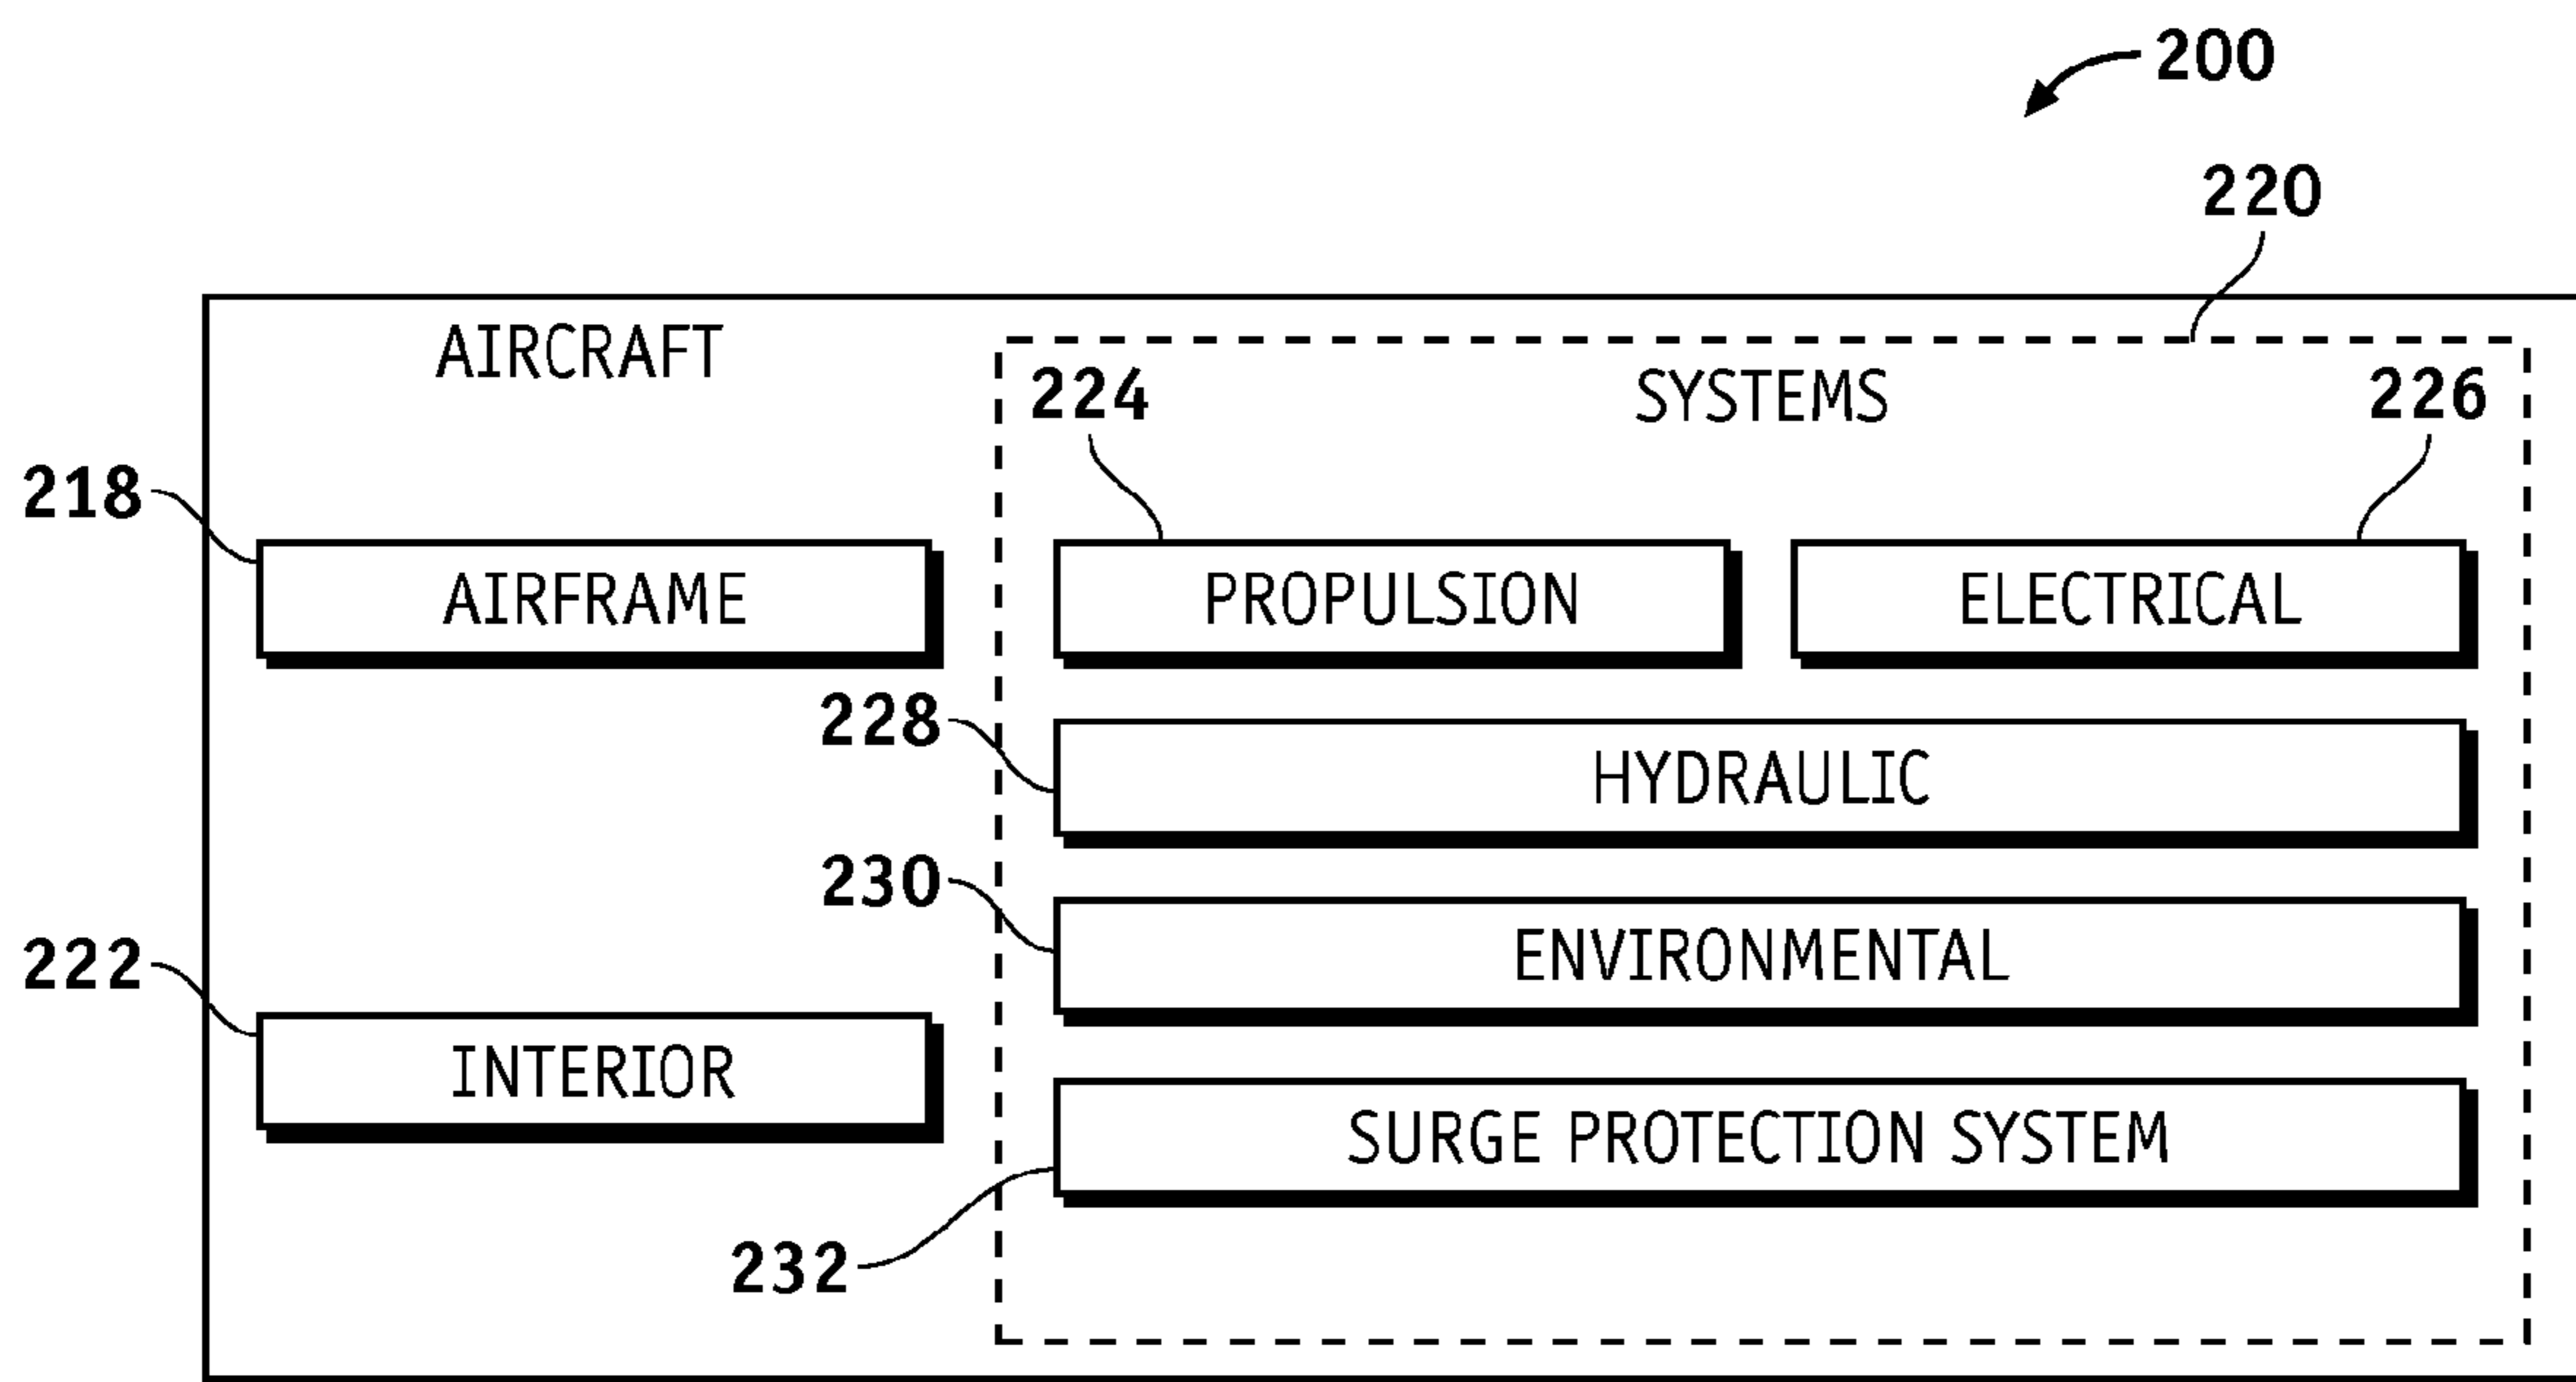 200
220
AIRCRAFT
SYSTEMS
224
226
218
AIRFRAME
PROPULSION
ELECTRICAL
228
HYDRAULIC
230
ENVIRONMENTAL
222
INTERIOR
SURGE PROTECTION SYSTEM
232